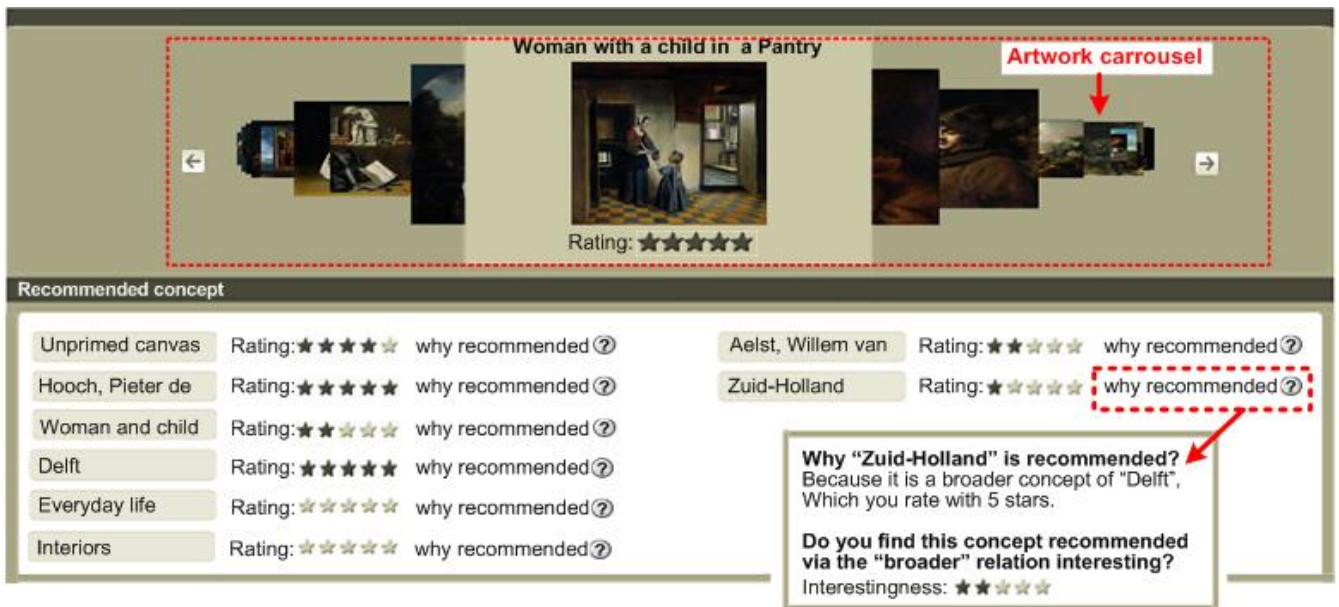 Woman with a child in a Pantry
Artwork carrousel
Rating:
Recommended concept
Unprimed canvas Rating: why recommended ?
Hooch, Pieter de Rating: why recommended ?
Woman and child Rating: why recommended ?
Delft Rating: why recommended ?
Everyday life Rating: why recommended ?
Interiors Rating: why recommended ?
Aelst, Willem van Rating: why recommended ?
Zuid-Holland Rating: why recommended ?
Why “Zuid-Holland” is recommended?
Because it is a broader concept of “Delft”,
Which you rate with 5 stars.
Do you find this concept recommended
via the “broader” relation interesting?
Interestingness: